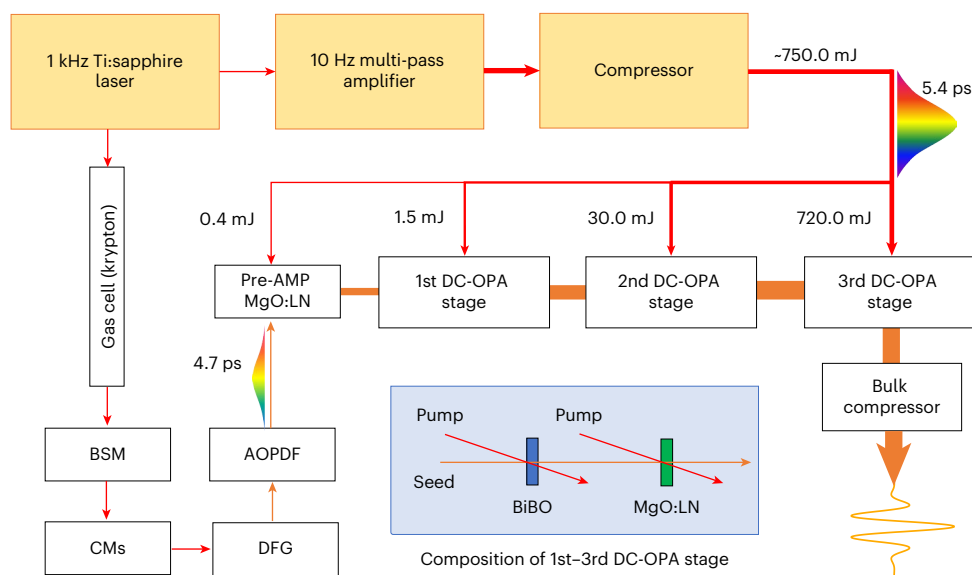 1 kHz Ti:sapphire
laser
10 Hz multi-pass
amplifier
Compressor
~750.0 mJ
5.4 ps
Gas cell (krypton)
0.4 mJ
1.5 mJ
30.0 mJ
720.0 mJ
Pre-AMP
MgO:LN
1st DC-OPA
stage
2nd DC-OPA
stage
3rd DC-OPA
stage
4.7 ps
Bulk
compressor
BSM
AOPDF
CMs
DFG
Pump
Pump
Seed
BiBO
MgO:LN
Composition of 1st–3rd DC-OPA stage